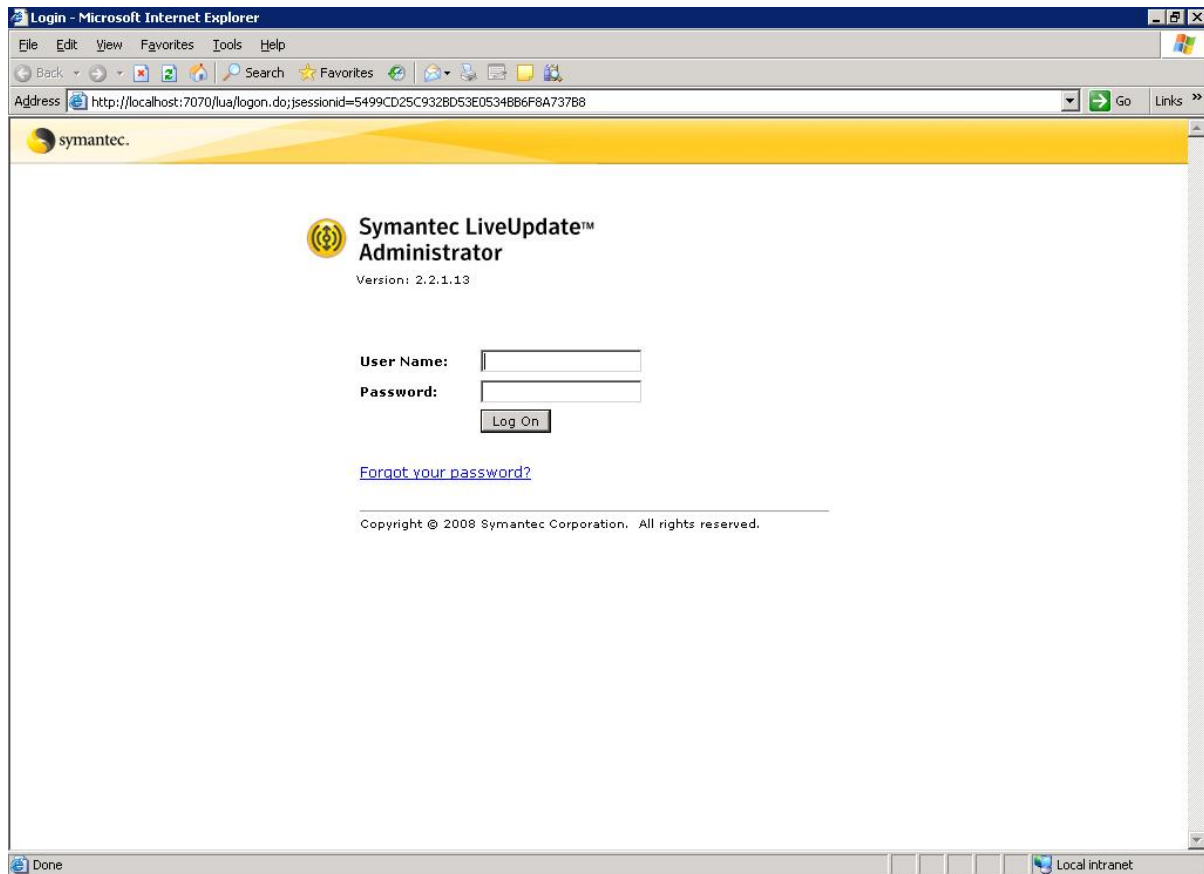 Login - Microsoft Internet Explorer
File Edit View Favorites Tools Help
Back Search Favorites
Address http://localhost:7070/lua/logon.do;jsessionid=5499CD25C932BD53E0534BB6F8A737B8 Go Links »
symantec.
Symantec LiveUpdate™
Administrator
Version: 2.2.1.13
User Name:
Password:
Log On
Forgot your password?
Copyright © 2008 Symantec Corporation. All rights reserved.
Done Local intranet